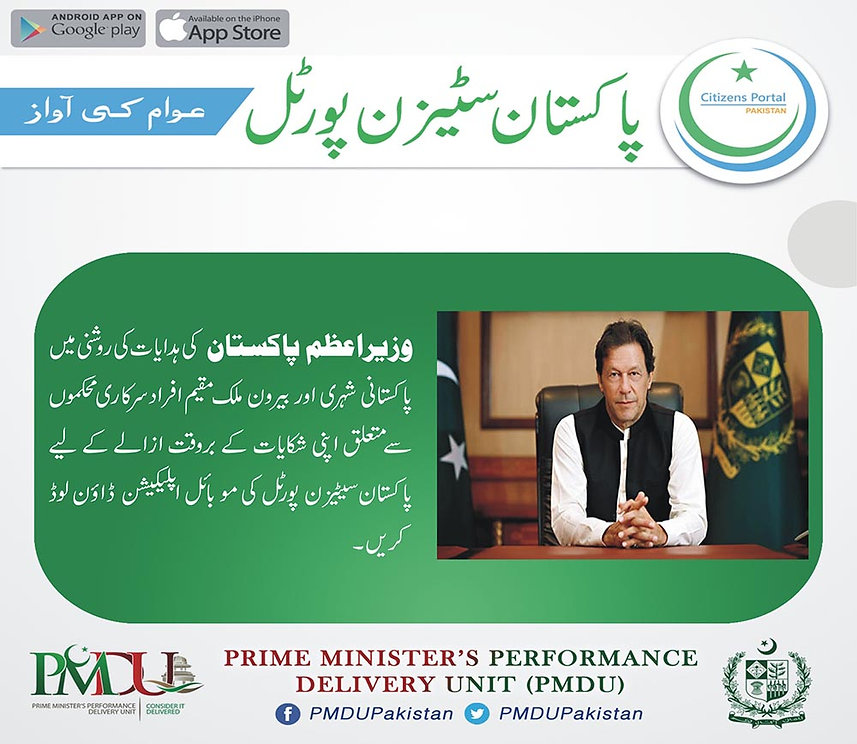 ANDROID APP ON
Google play
Available on the iPhone
App Store
پاکستان سٹیزن پورٹل
عوام کی آواز
Citizens Portal
PAKISTAN
وزیراعظم پاکستان کی ہدایات کی روشنی میں
پاکستانی شہری اور بیرون ملک مقیم افراد سرکاری محکموں
سے متعلق اپنی شکایات کے بروقت ازالے کے لیے
پاکستان سیٹیزن پورٹل کی موبائل اپلیکیشن ڈاؤن لوڈ
کریں۔
PMDU
PRIME MINISTER'S PERFORMANCE
DELIVERY UNIT
CONSIDER IT
DELIVERED
PRIME MINISTER'S PERFORMANCE
DELIVERY UNIT (PMDU)
PMDUPakistan PMDUPakistan